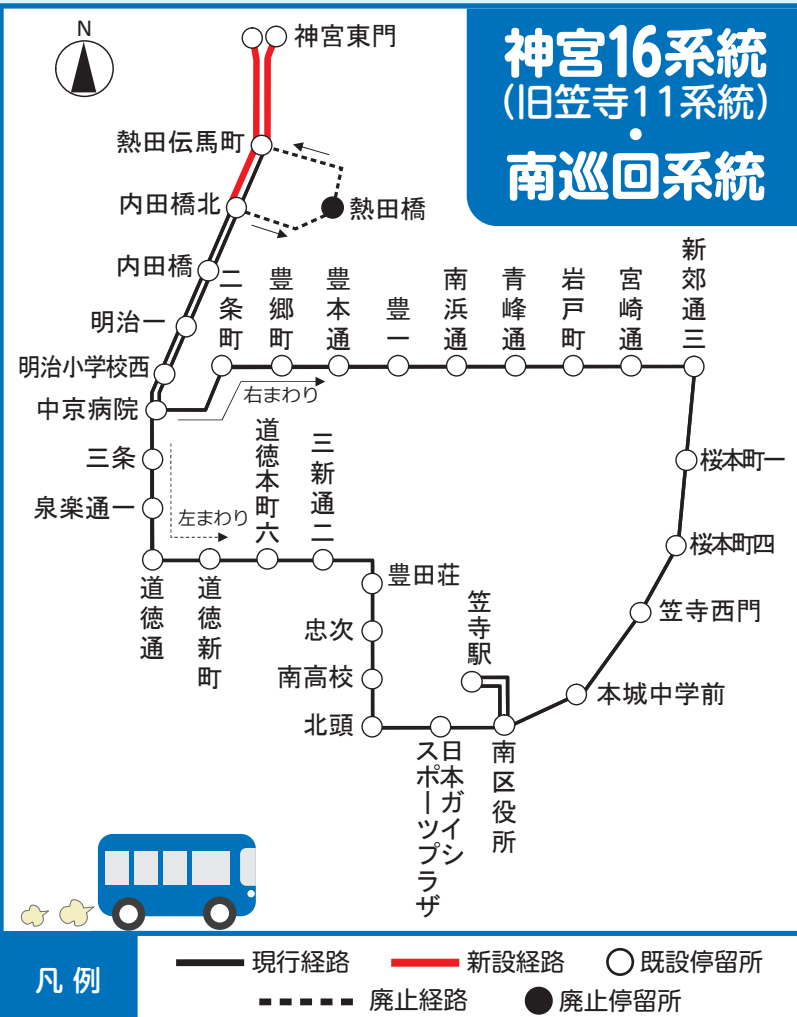 神宮16系統
(旧笠寺11系統)
・
南巡回系統
N
神宮東門
熱田伝馬町
内田橋北
熱田橋
内田橋
明治一
明治小学校西
中京病院
二条町
豊郷町
豊本通
豊一
南浜通
青峰通
岩戸町
宮崎通
新郊通三
右まわり
三条
泉楽通一
左まわり
道徳通
道徳新町
道徳本町六
三新通二
豊田荘
忠次
南高校
北頭
日本ガイシ
スポーツプラザ
笠寺駅
南区役所
本城中学前
笠寺西門
桜本町四
桜本町一
凡例
現行経路
新設経路
既設停留所
廃止経路
廃止停留所